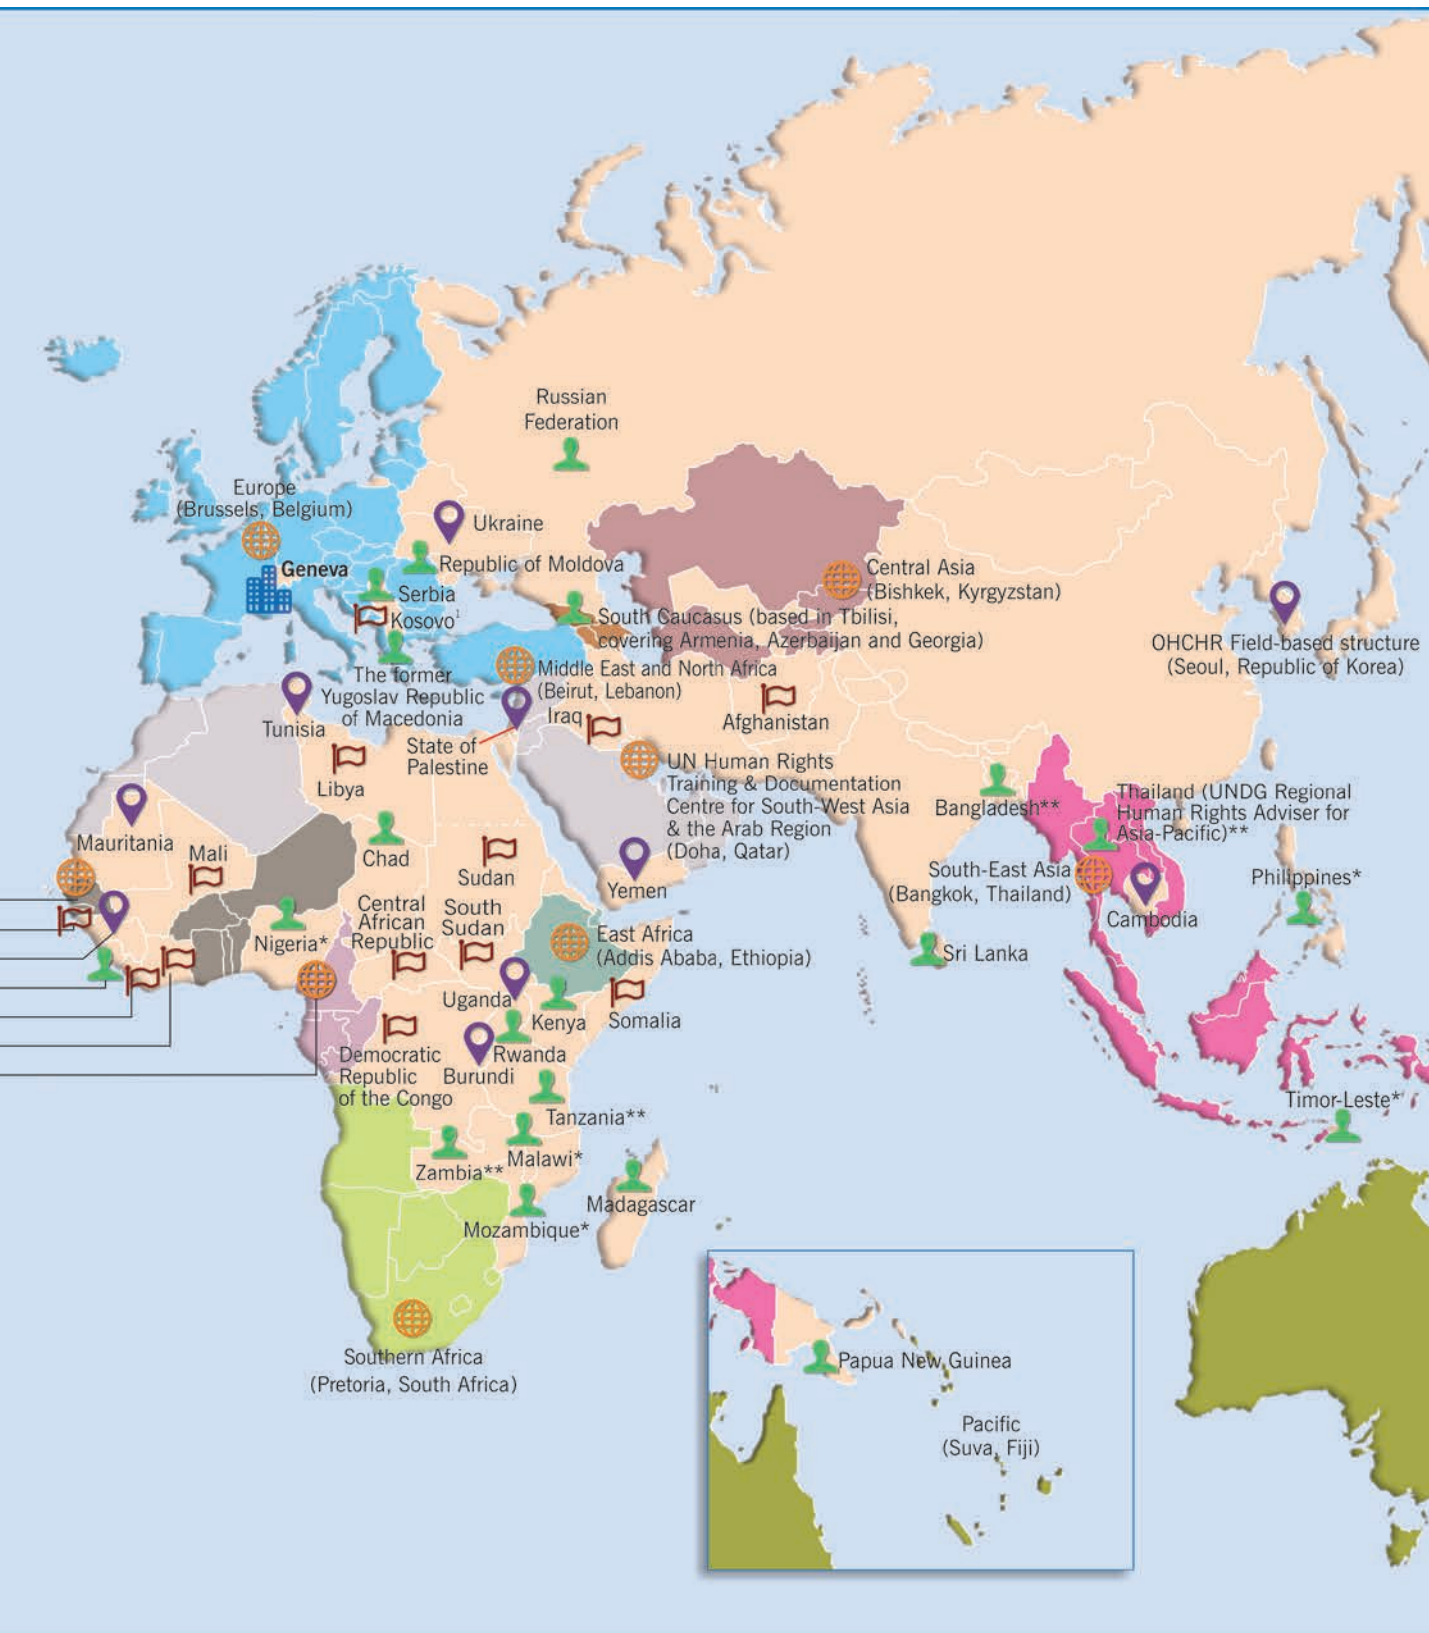 Russian
Federation
Europe
(Brussels, Belgium)
Ukraine
Republic of Moldova
Geneva
Central Asia
(Bishkek, Kyrgyzstan)
Serbia
Kosovo¹
South Caucasus (based in Tbilisi,
covering Armenia, Azerbaijan and Georgia)
OHCHR Field-based structure
(Seoul, Republic of Korea)
The former
Yugoslav Republic
of Macedonia
Middle East and North Africa
(Beirut, Lebanon)
Iraq
Afghanistan
Tunisia
State of
Palestine
Libya
UN Human Rights
Training & Documentation
Centre for South-West Asia
& the Arab Region
(Doha, Qatar)
Bangladesh**
Thailand (UNDG Regional
Human Rights Adviser for
Asia-Pacific)**
Mauritania
Mali
Chad
Sudan
Yemen
South-East Asia
(Bangkok, Thailand)
Philippines*
Cambodia
Nigeria*
Central
African
Republic
South
Sudan
East Africa
(Addis Ababa, Ethiopia)
Sri Lanka
Uganda
Kenya
Somalia
Democratic
Republic
of the Congo
Rwanda
Burundi
Tanzania**
Timor-Leste*
Malawi*
Zambia**
Madagascar
Mozambique*
Southern Africa
(Pretoria, South Africa)
Papua New Guinea
Pacific
(Suva, Fiji)